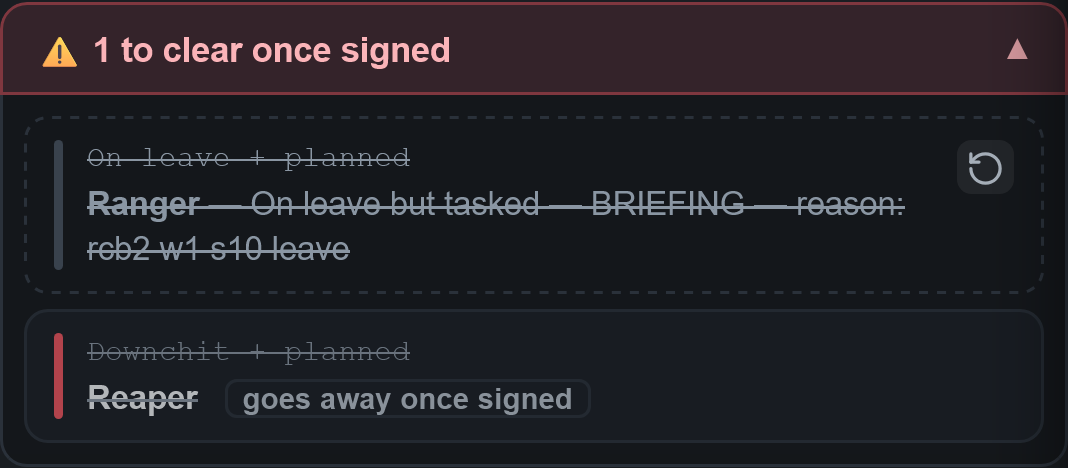 1 to clear once signed
On leave + planned
Ranger — On leave but tasked — BRIEFING — reason:
rcb2 w1 s10 leave
Downchit + planned
Reaper goes away once signed